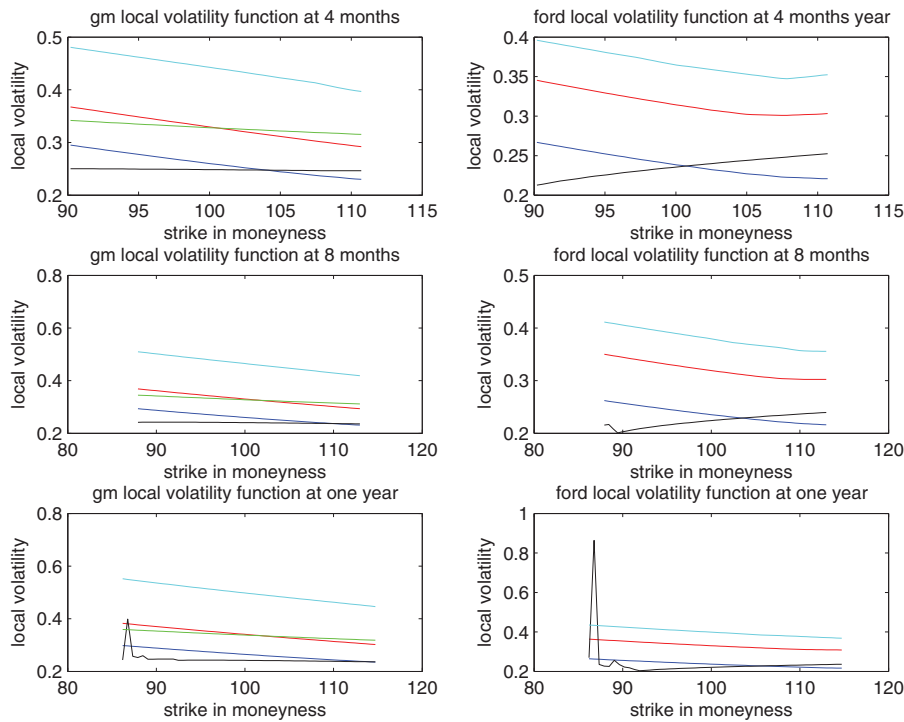 gm local volatility function at 4 months
0.5
0.4
0.3
0.2
local volatility
90 95 100 105 110 115
strike in moneyness
ford local volatility function at 4 months year
0.4
0.35
0.3
0.25
0.2
local volatility
90 95 100 105 110 115
strike in moneyness
gm local volatility function at 8 months
0.8
0.6
0.4
0.2
local volatility
80 90 100 110 120
strike in moneyness
ford local volatility function at 8 months
0.5
0.4
0.3
0.2
local volatility
80 90 100 110 120
strike in moneyness
gm local volatility function at one year
0.8
0.6
0.4
0.2
local volatility
80 90 100 110 120
strike in moneyness
ford local volatility function at one year
1
0.8
0.6
0.4
0.2
local volatility
80 90 100 110 120
strike in moneyness